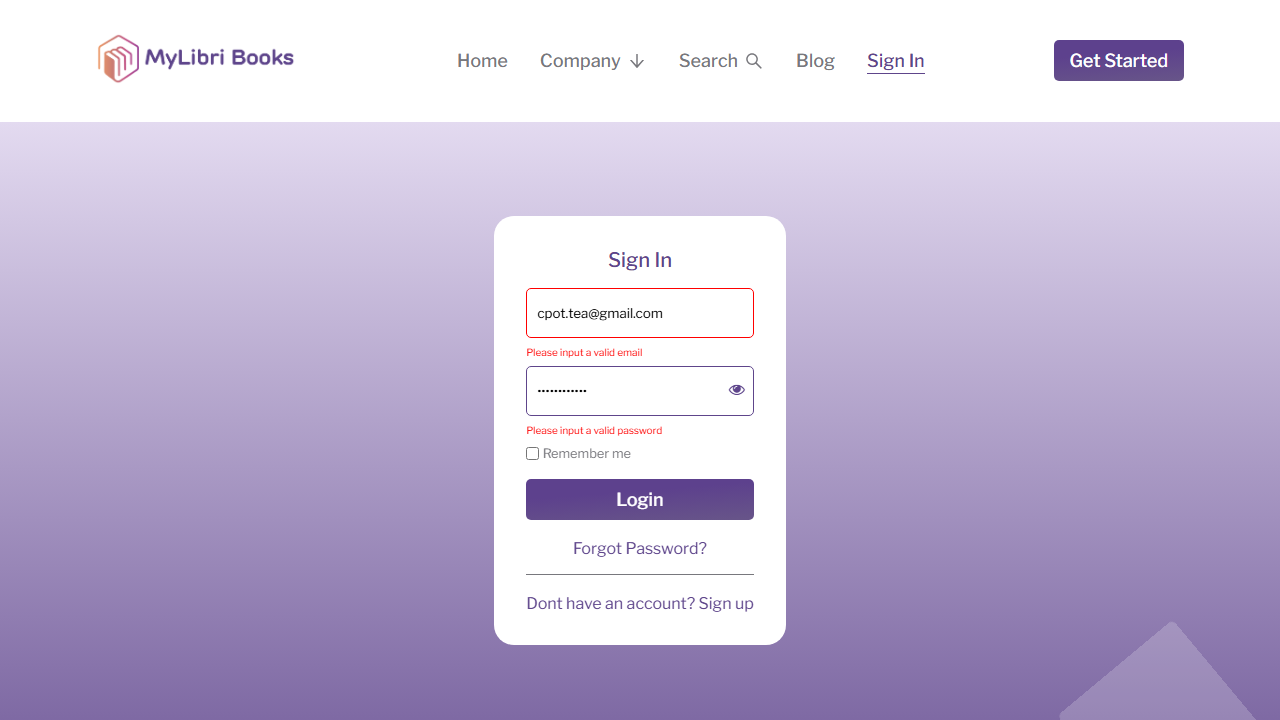 MyLibri Books
Home Company Search Blog Sign In Get Started
Sign In
cpot.tea@gmail.com
Please input a valid email
••••••••••••
Please input a valid password
Remember me
Login
Forgot Password?
Dont have an account? Sign up